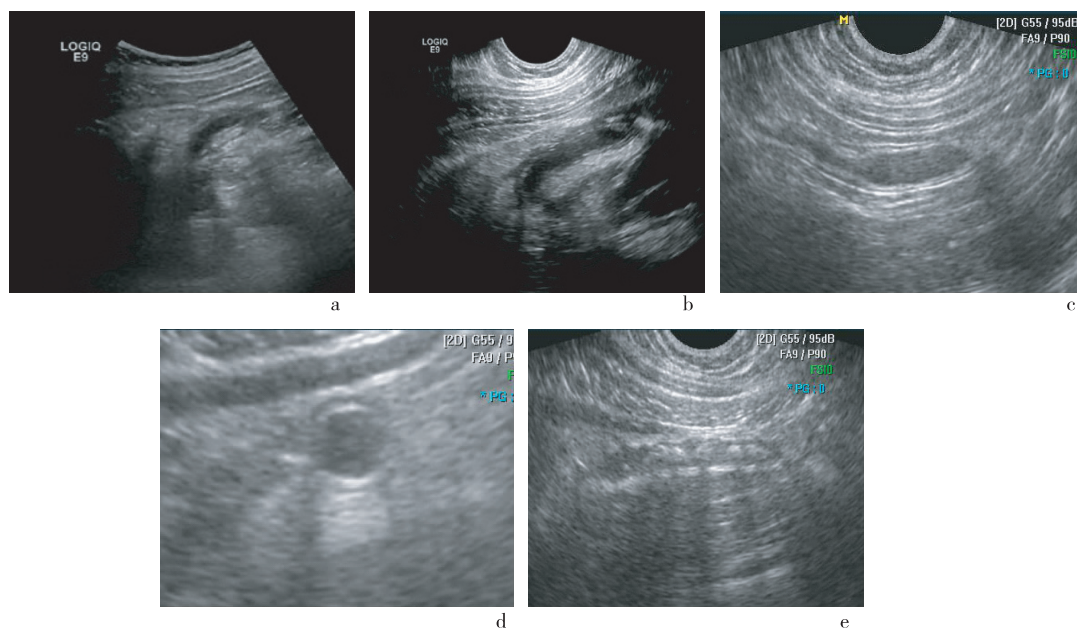 LOGIQ
E9
LOGIQ
E9
M
[2D] G55 / 95dB
FA9 / P90
FSI0
* PG : 0
a
b
c
[2D] G55 / 9
FA9 / P
* PG :
[2D] G55 / 95dB
FA9 / P90
FSI0
* PG : 0
d
e